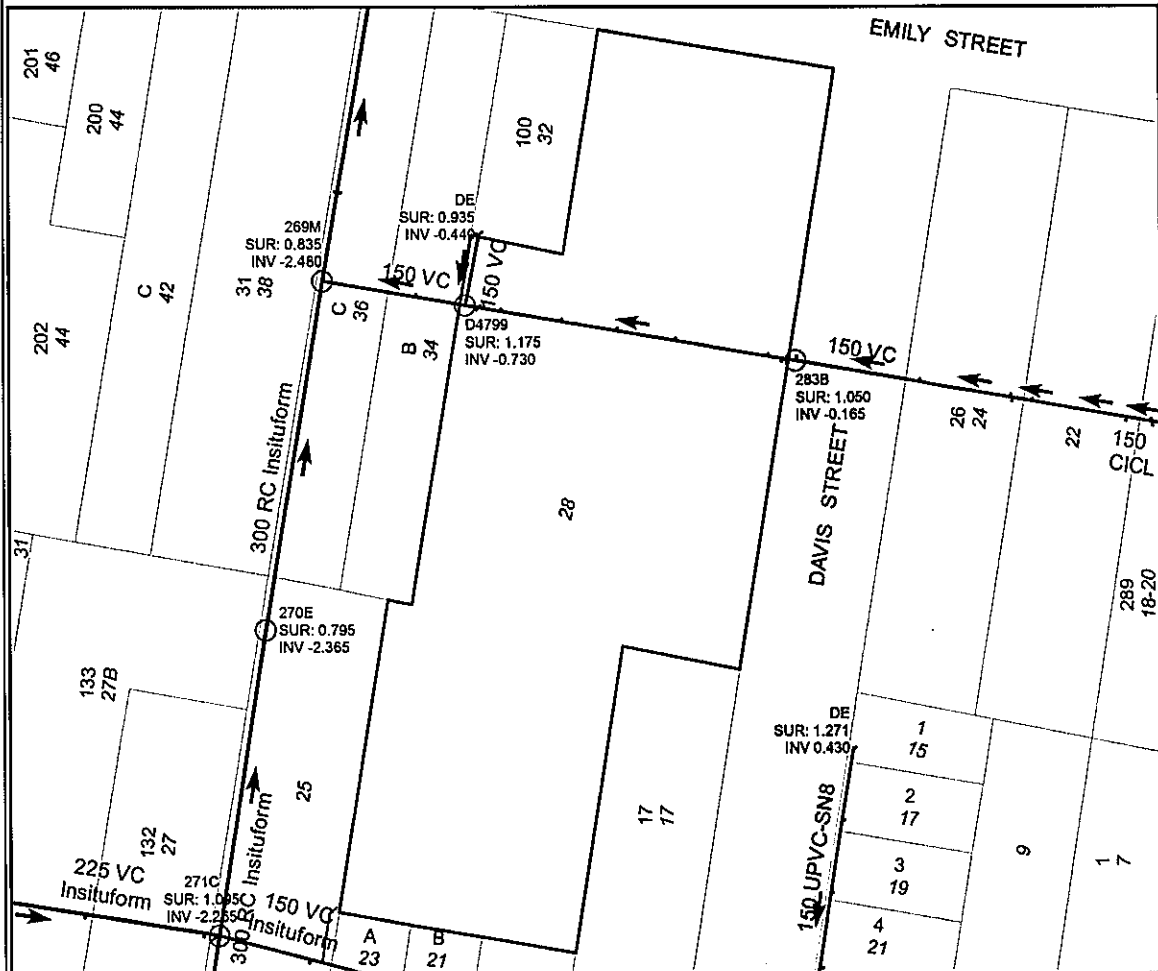 EMILY STREET
201
46
200
44
100
32
DE
SUR: 0.935
INV -0.440
269M
SUR: 0.835
INV -2.460
150 VC
150 VC
C
42
31
38
C
36
B
34
202
44
D4799
SUR: 1.175
INV -0.730
150 VC
283B
SUR: 1.050
INV -0.165
26
24
22
150
CICL
300 RC Insituform
28
DAVIS STREET
31
289
18-20
270E
SUR: 0.795
INV -2.365
133
27B
DE
SUR: 1.271
INV 0.430
1
15
2
17
3
19
4
21
25
17
17
150 UPVC-SN8
9
1
7
132
27
225 VC
Insituform
271C
INV -2.255
300 RC Insituform
150 VC
Insituform
A
23
B
21